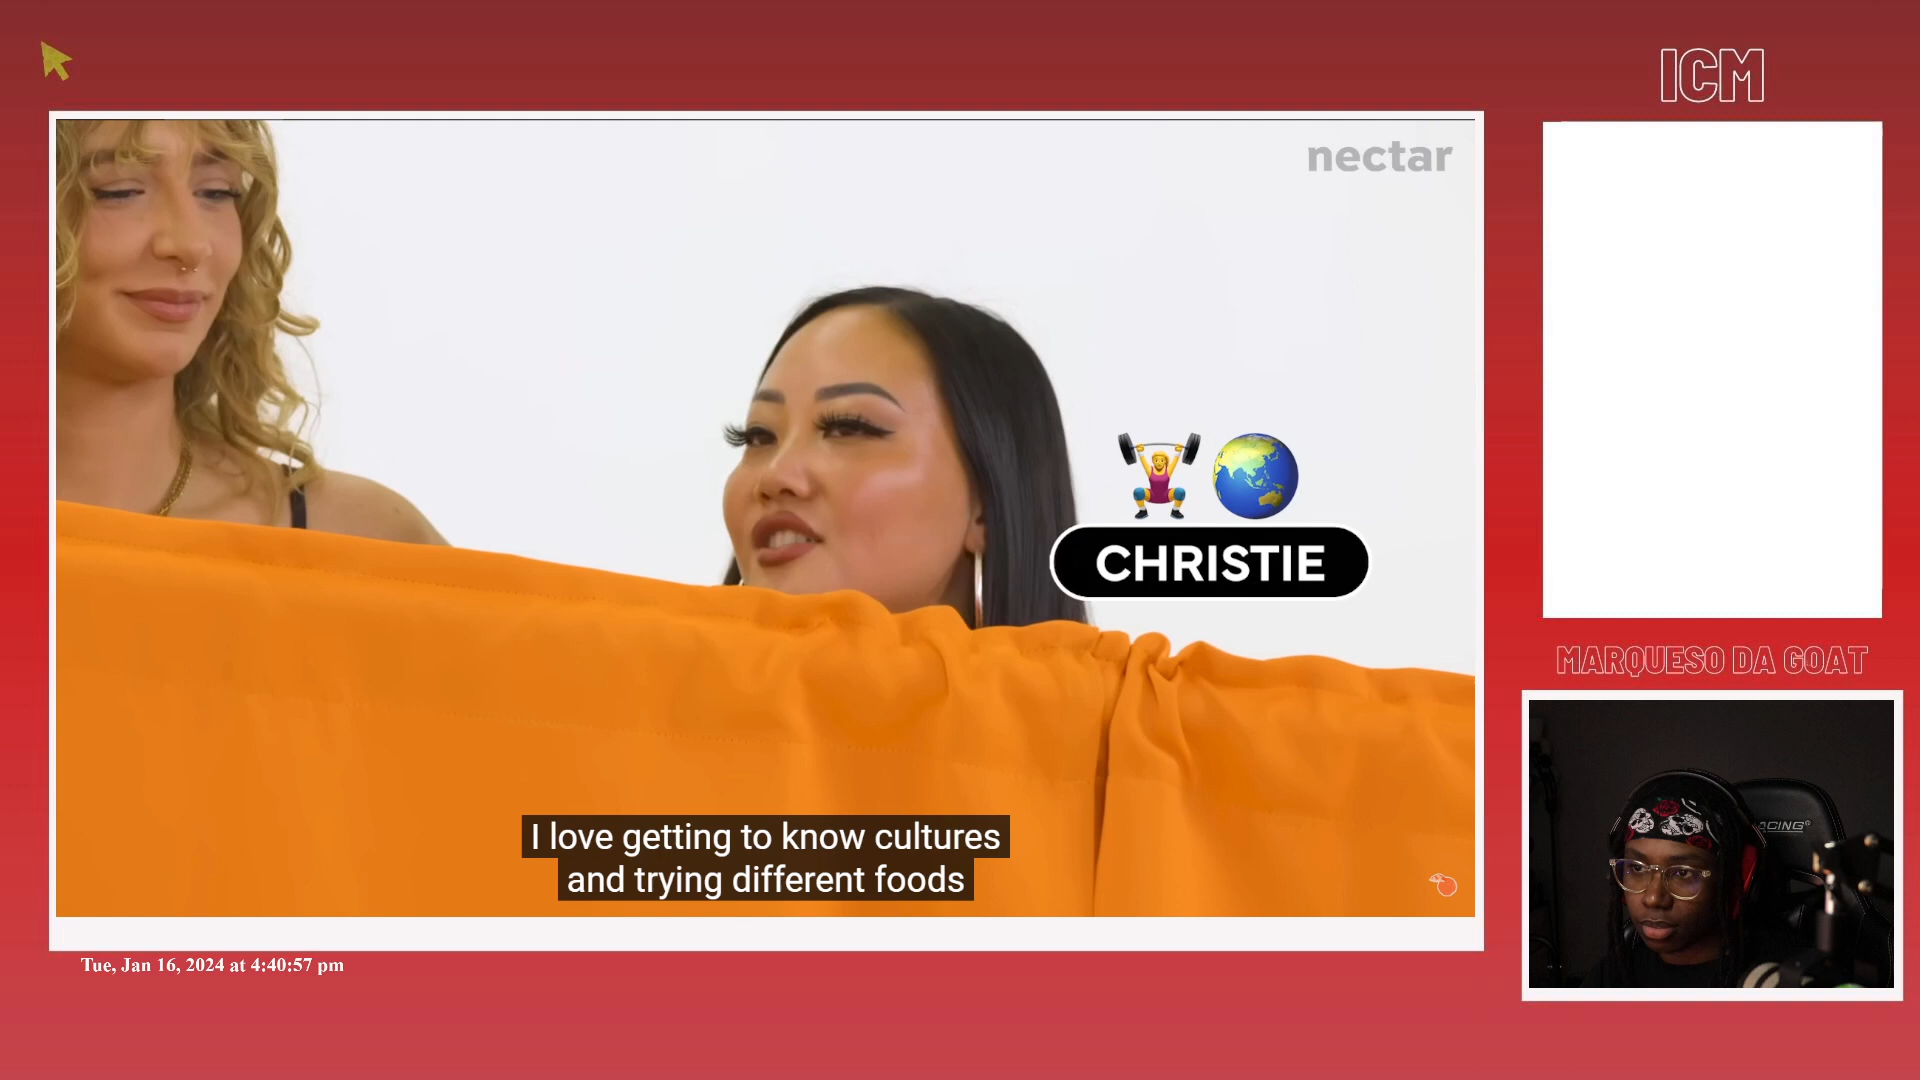 ICM
nectar
CHRISTIE
MARQUESO DA GOAT
I love getting to know cultures
and trying different foods
Tue, Jan 16, 2024 at 4:40:57 pm